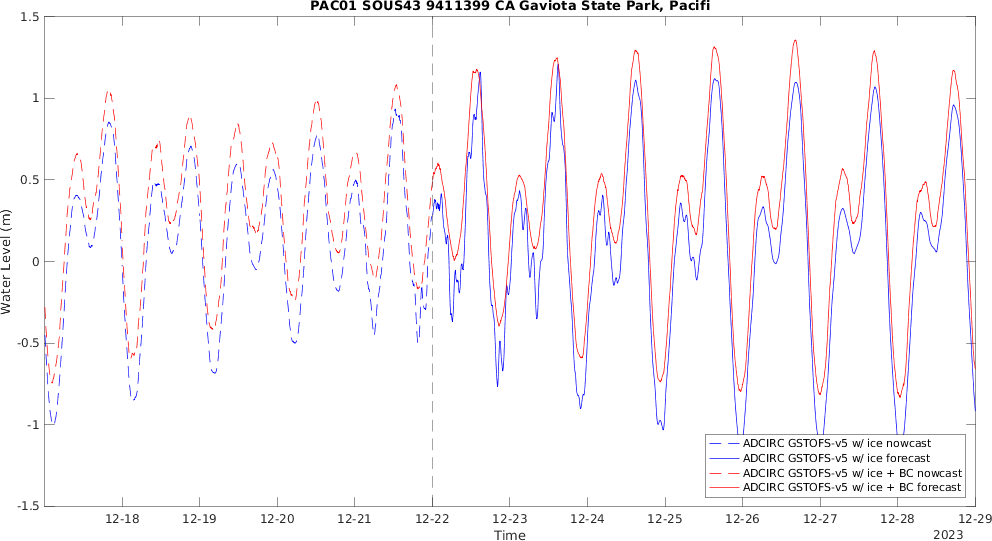 PAC01 SOUS43 9411399 CA Gaviota State Park, Pacifi
1.5
1
0.5
0
-0.5
-1
-1.5
Water Level (m)
12-18
12-19
12-20
12-21
12-22
12-23
12-24
12-25
12-26
12-27
12-28
12-29
Time
2023
ADCIRC GSTOFS-v5 w/ ice nowcast
ADCIRC GSTOFS-v5 w/ ice forecast
ADCIRC GSTOFS-v5 w/ ice + BC nowcast
ADCIRC GSTOFS-v5 w/ ice + BC forecast